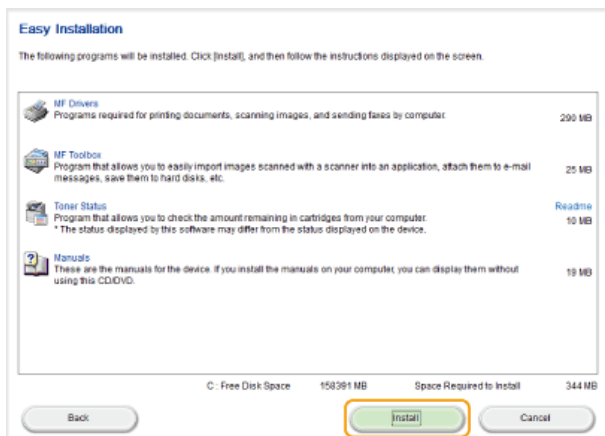 Easy Installation
The following programs will be installed. Click [Install], and then follow the instructions displayed on the screen.
MF Drivers
Programs required for printing documents, scanning images, and sending faxes by computer.
290 MB
MF Toolbox
Program that allows you to easily import images scanned with a scanner into an application, attach them to e-mail
messages, save them to hard disks, etc.
25 MB
Toner Status
Readme
Program that allows you to check the amount remaining in cartridges from your computer.
10 MB
* The status displayed by this software may differ from the status displayed on the device.
Manuals
These are the manuals for the device. If you install the manuals on your computer, you can display them without
using this CD/DVD.
19 MB
C : Free Disk Space 158391 MB Space Required to Install 344 MB
Back Install Cancel